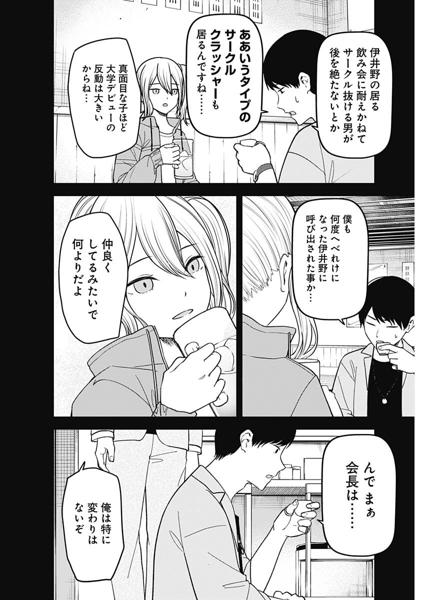 伊井野の居る
飲み会に耐えかねて
サークル抜ける男が
後を絶たないとか
ああいうタイプの
サークル
クラッシャーも
居るんですね……
真面目な子ほど
大学デビューの
反動は大きい
からね…
僕も
何度へべれけに
なった伊井野に
呼び出された事か…
仲良く
してるみたいで
何よりだよ
んで まぁ
会長は……
俺は特に
変わりは
ないぞ